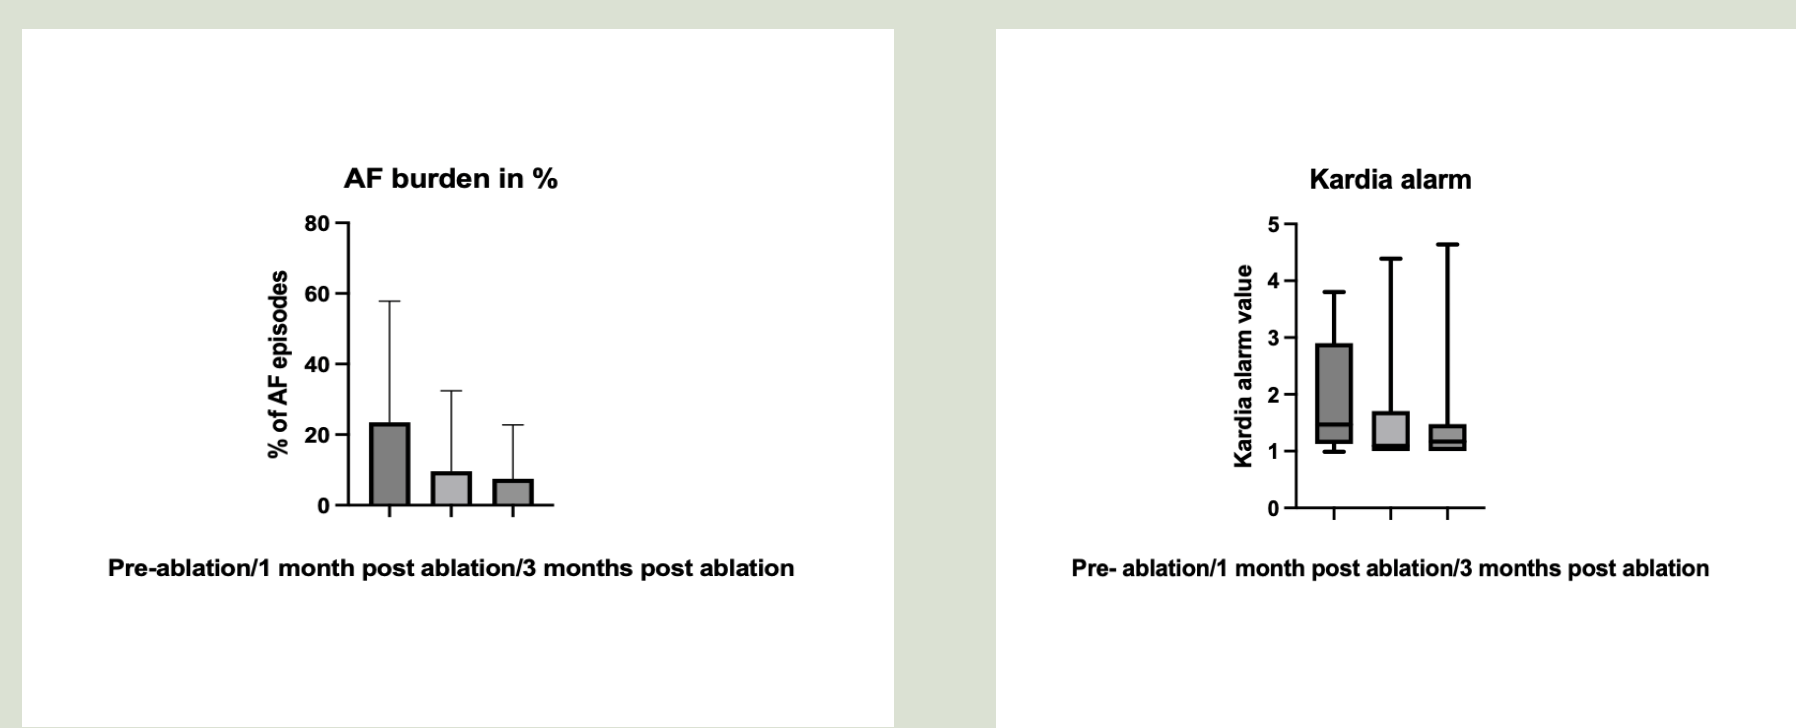 AF burden in %
80
60
40
20
0
% of AF episodes
Pre-ablation/1 month post ablation/3 months post ablation
Kardia alarm
5
4
3
2
1
0
Kardia alarm value
Pre- ablation/1 month post ablation/3 months post ablation